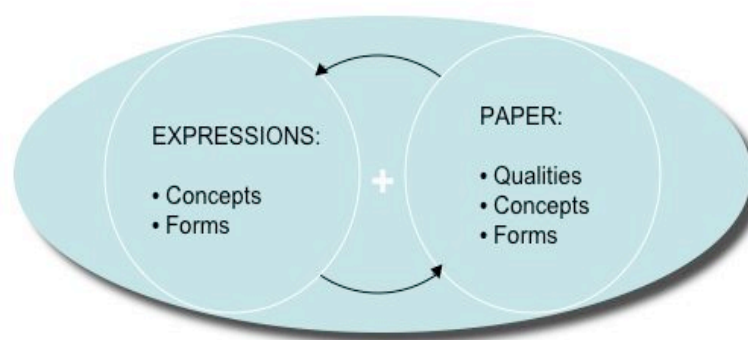 EXPRESSIONS:
• Concepts
• Forms
+
PAPER:
• Qualities
• Concepts
• Forms